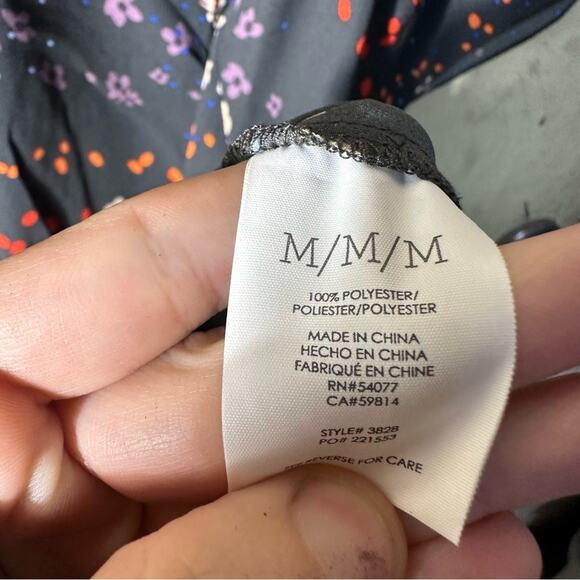 M/M/M
100% POLYESTER/
POLIESTER/POLYESTER
MADE IN CHINA
HECHO EN CHINA
FABRIQUÉ EN CHINE
RN#54077
CA#59814
STYLE# 3828
PO# 221553
REVERSE FOR CARE